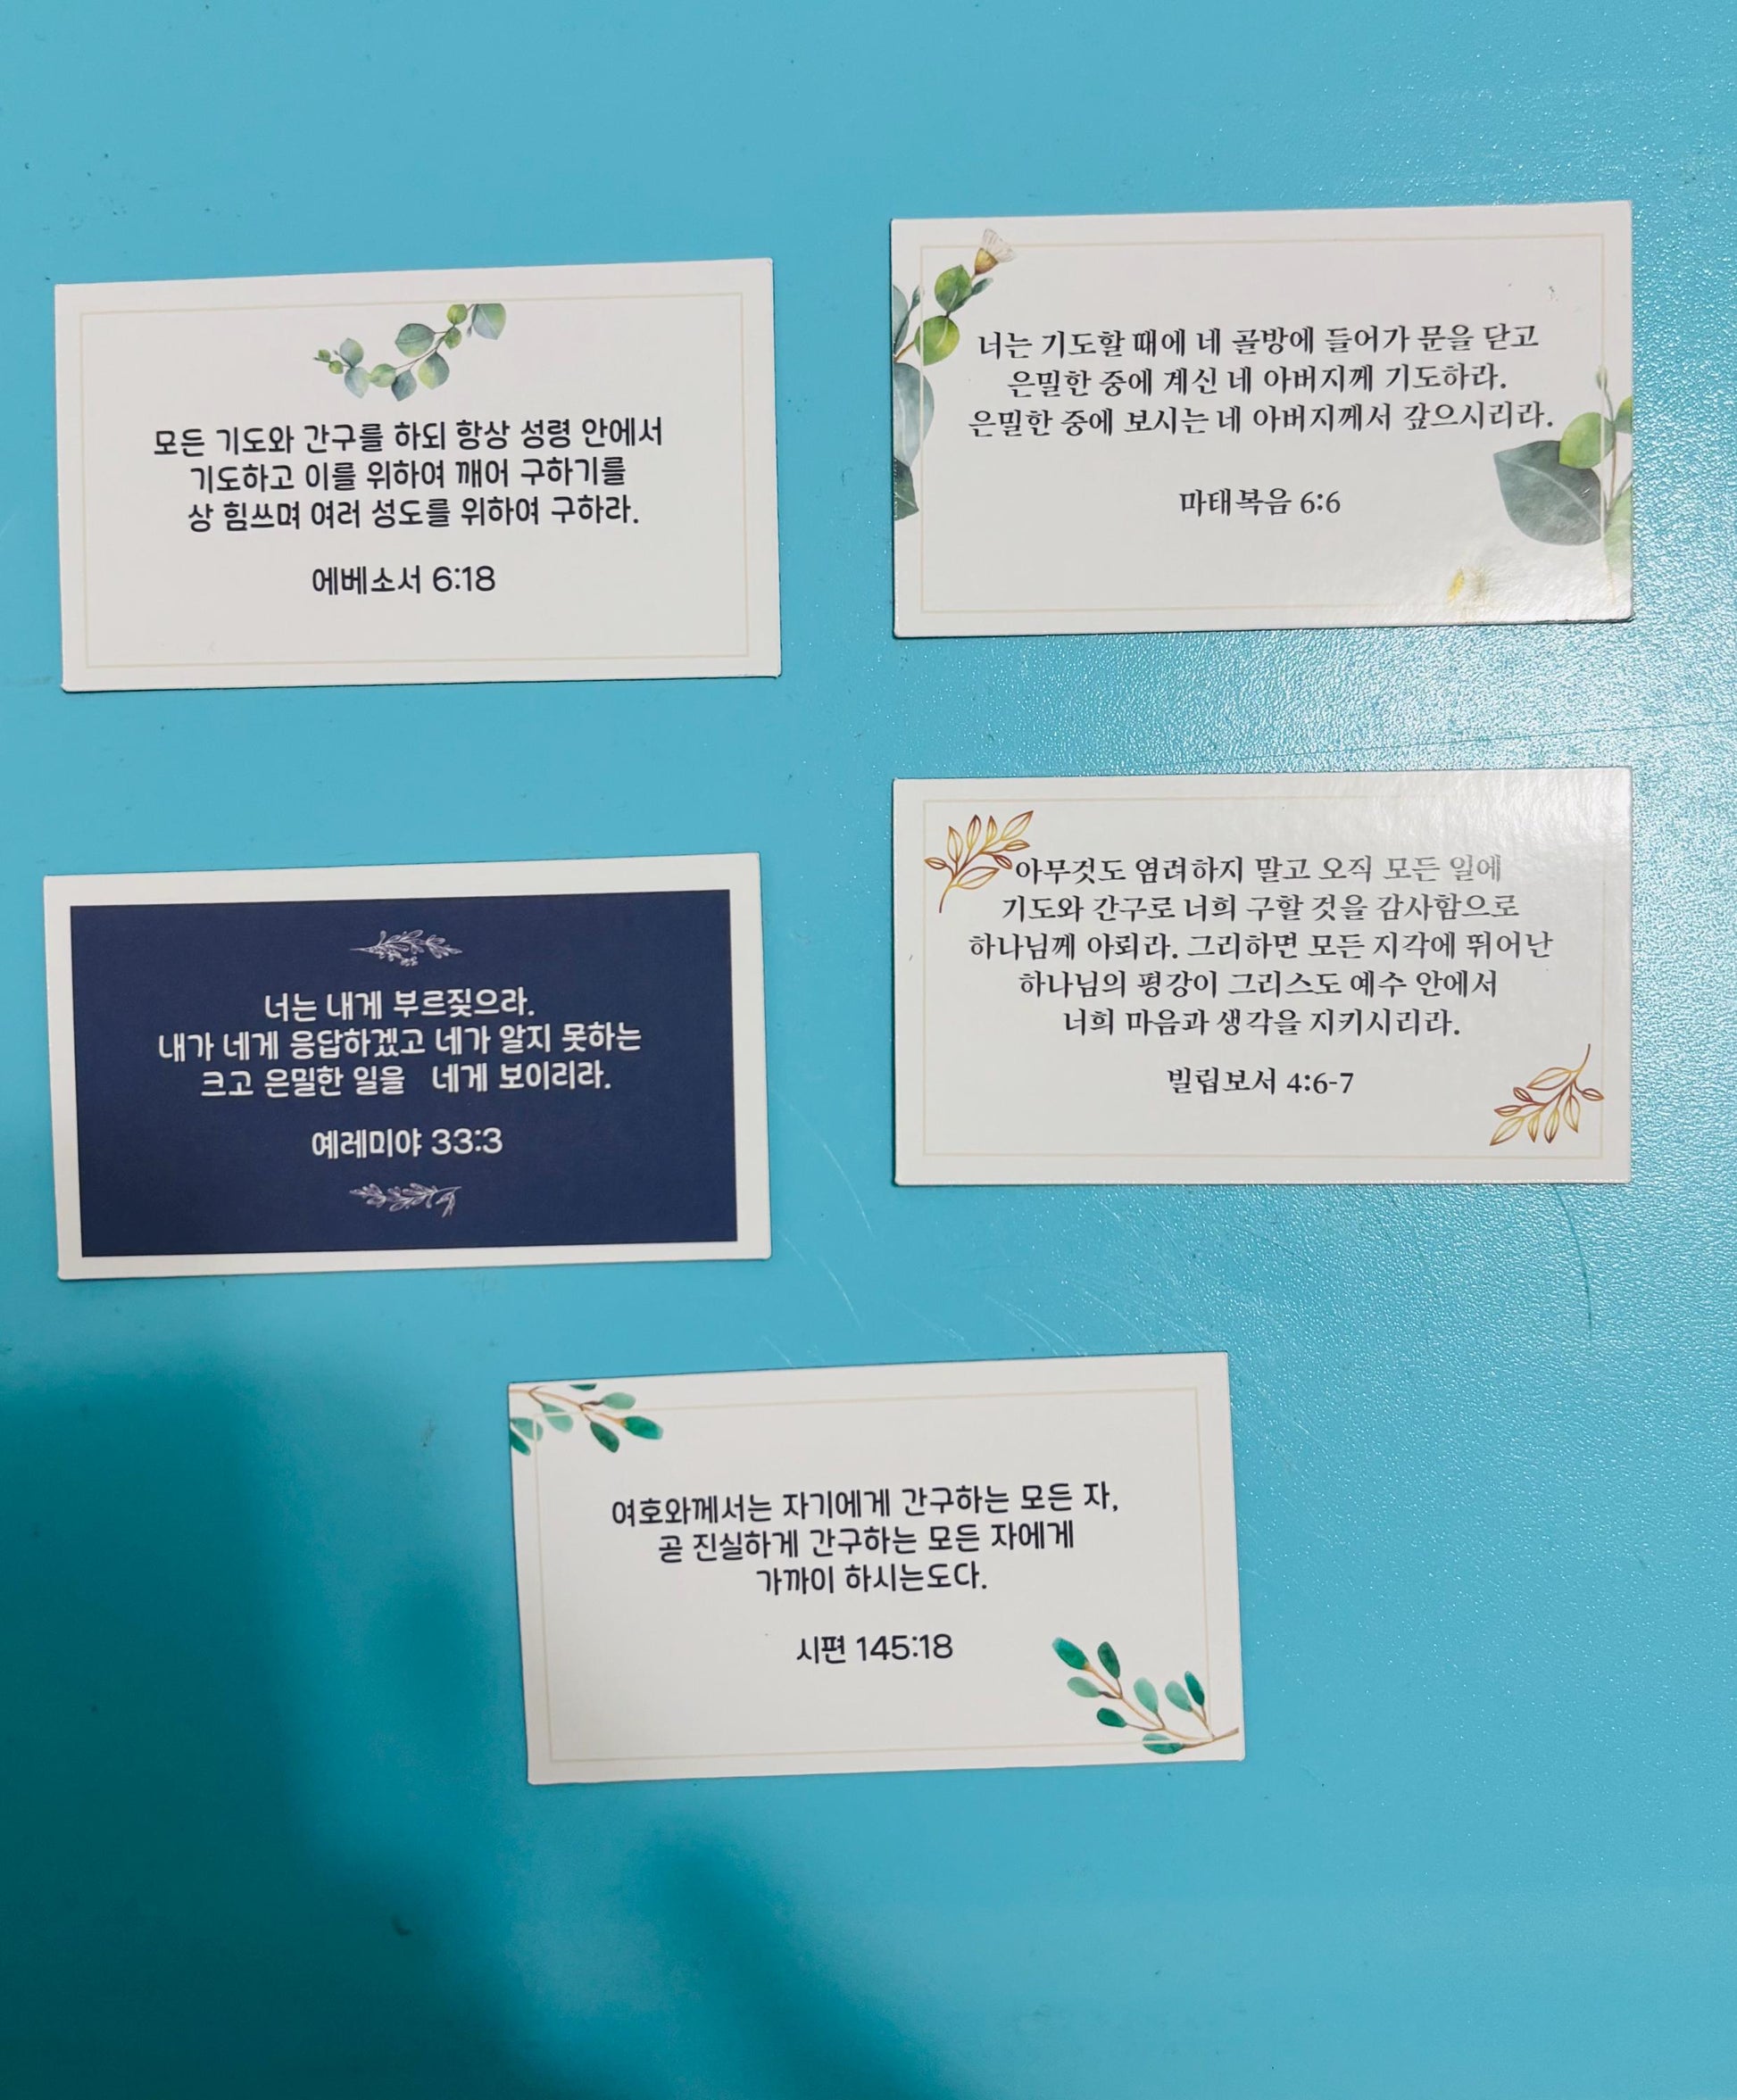 모든 기도와 간구를 하되 항상 성령 안에서
기도하고 이를 위하여 깨어 구하기를
상 힘쓰며 여러 성도를 위하여 구하라.
에베소서 6:18
너는 기도할 때에 네 골방에 들어가 문을 닫고
은밀한 중에 계신 네 아버지께 기도하라.
은밀한 중에 보시는 네 아버지께서 갚으시리라.
마태복음 6:6
너는 내게 부르짖으라.
내가 네게 응답하겠고 네가 알지 못하는
크고 은밀한 일을 네게 보이리라.
예레미야 33:3
아무것도 염려하지 말고 오직 모든 일에
기도와 간구로 너희 구할 것을 감사함으로
하나님께 아뢰라. 그리하면 모든 지각에 뛰어난
하나님의 평강이 그리스도 예수 안에서
너희 마음과 생각을 지키시리라.
빌립보서 4:6-7
여호와께서는 자기에게 간구하는 모든 자,
곧 진실하게 간구하는 모든 자에게
가까이 하시는도다.
시편 145:18